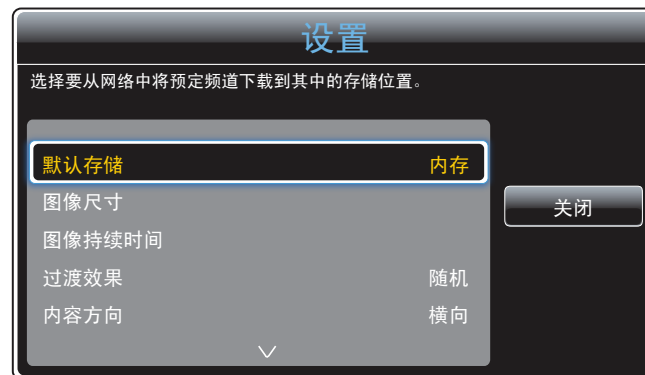 设置
选择要从网络中将预定频道下载到其中的存储位置。
默认存储 内存
图像尺寸
关闭
图像持续时间
过渡效果 随机
内容方向 横向